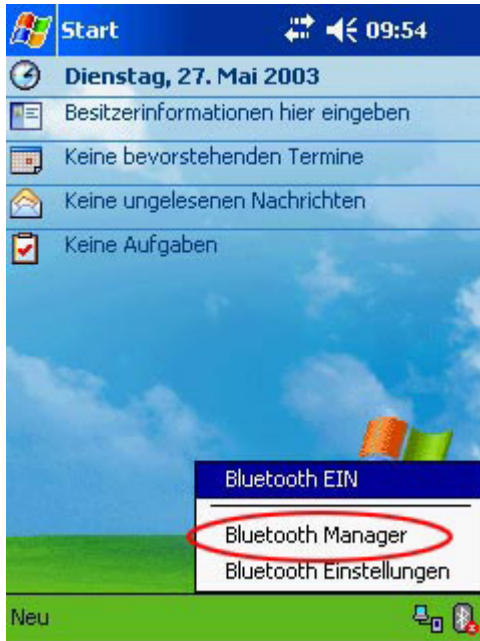 Start 09:54
Dienstag, 27. Mai 2003
Besitzerinformationen hier eingeben
Keine bevorstehenden Termine
Keine ungelesenen Nachrichten
Keine Aufgaben
Bluetooth EIN
Bluetooth Manager
Bluetooth Einstellungen
Neu